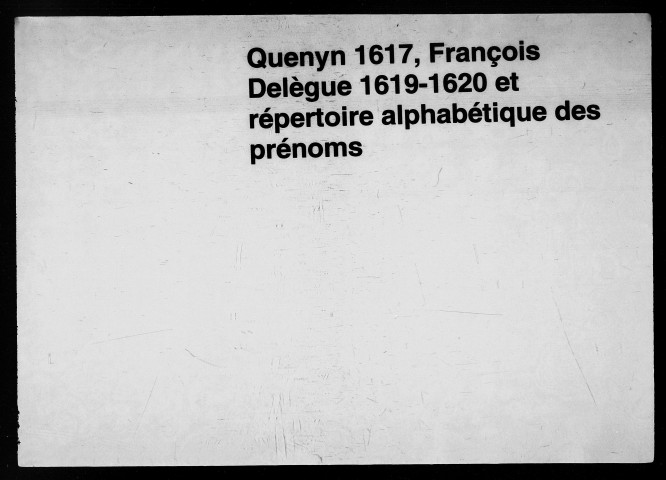 Quenyn 1617, François
Delègue 1619-1620 et
répertoire alphabétique des
prénoms